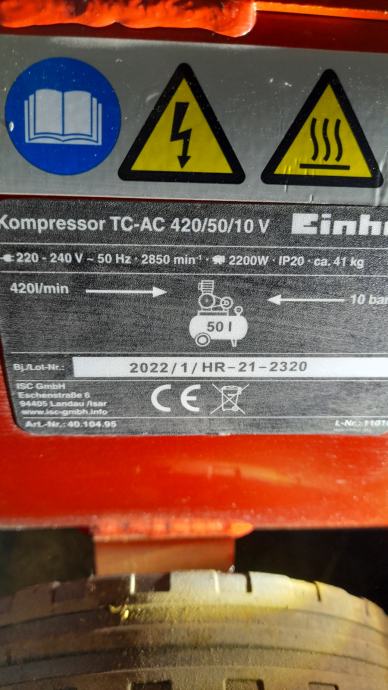 Kompressor TC-AC 420/50/10 V
Einh
220 - 240 V ~ 50 Hz · 2850 min⁻¹ · 2200W · IP20 · ca. 41 kg
420l/min
10 bar
50 l
Bj./Lot-Nr.:
2022/1/HR-21-2320
ISC GmbH
Eschenstraße 6
94405 Landau /Isar
www.isc-gmbh.info
CE
Art.-Nr.: 40.104.95
I.-Nr.: